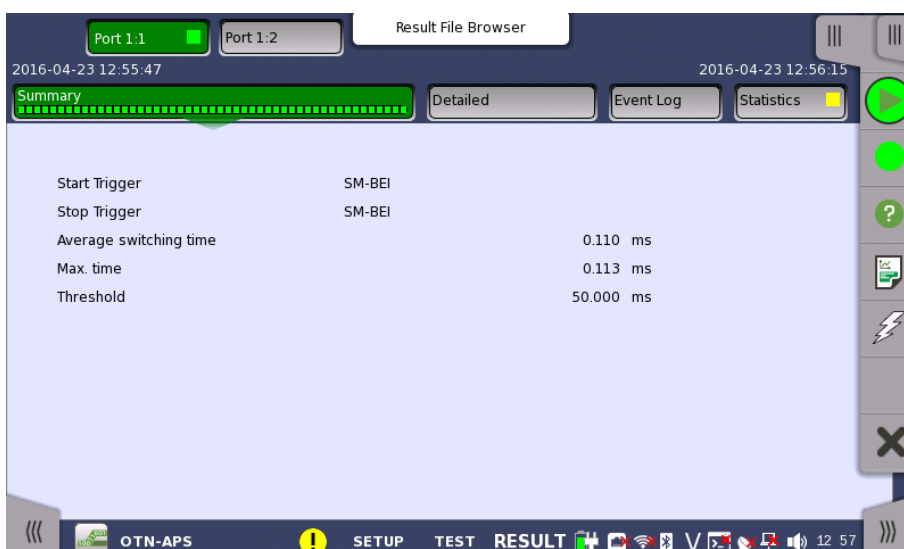 Port 1:1 Port 1:2 Result File Browser
2016-04-23 12:55:47 2016-04-23 12:56:15
Summary Detailed Event Log Statistics
Start Trigger SM-BEI
Stop Trigger SM-BEI
Average switching time 0.110 ms
Max. time 0.113 ms
Threshold 50.000 ms
OTN-APS SETUP TEST RESULT 12 57